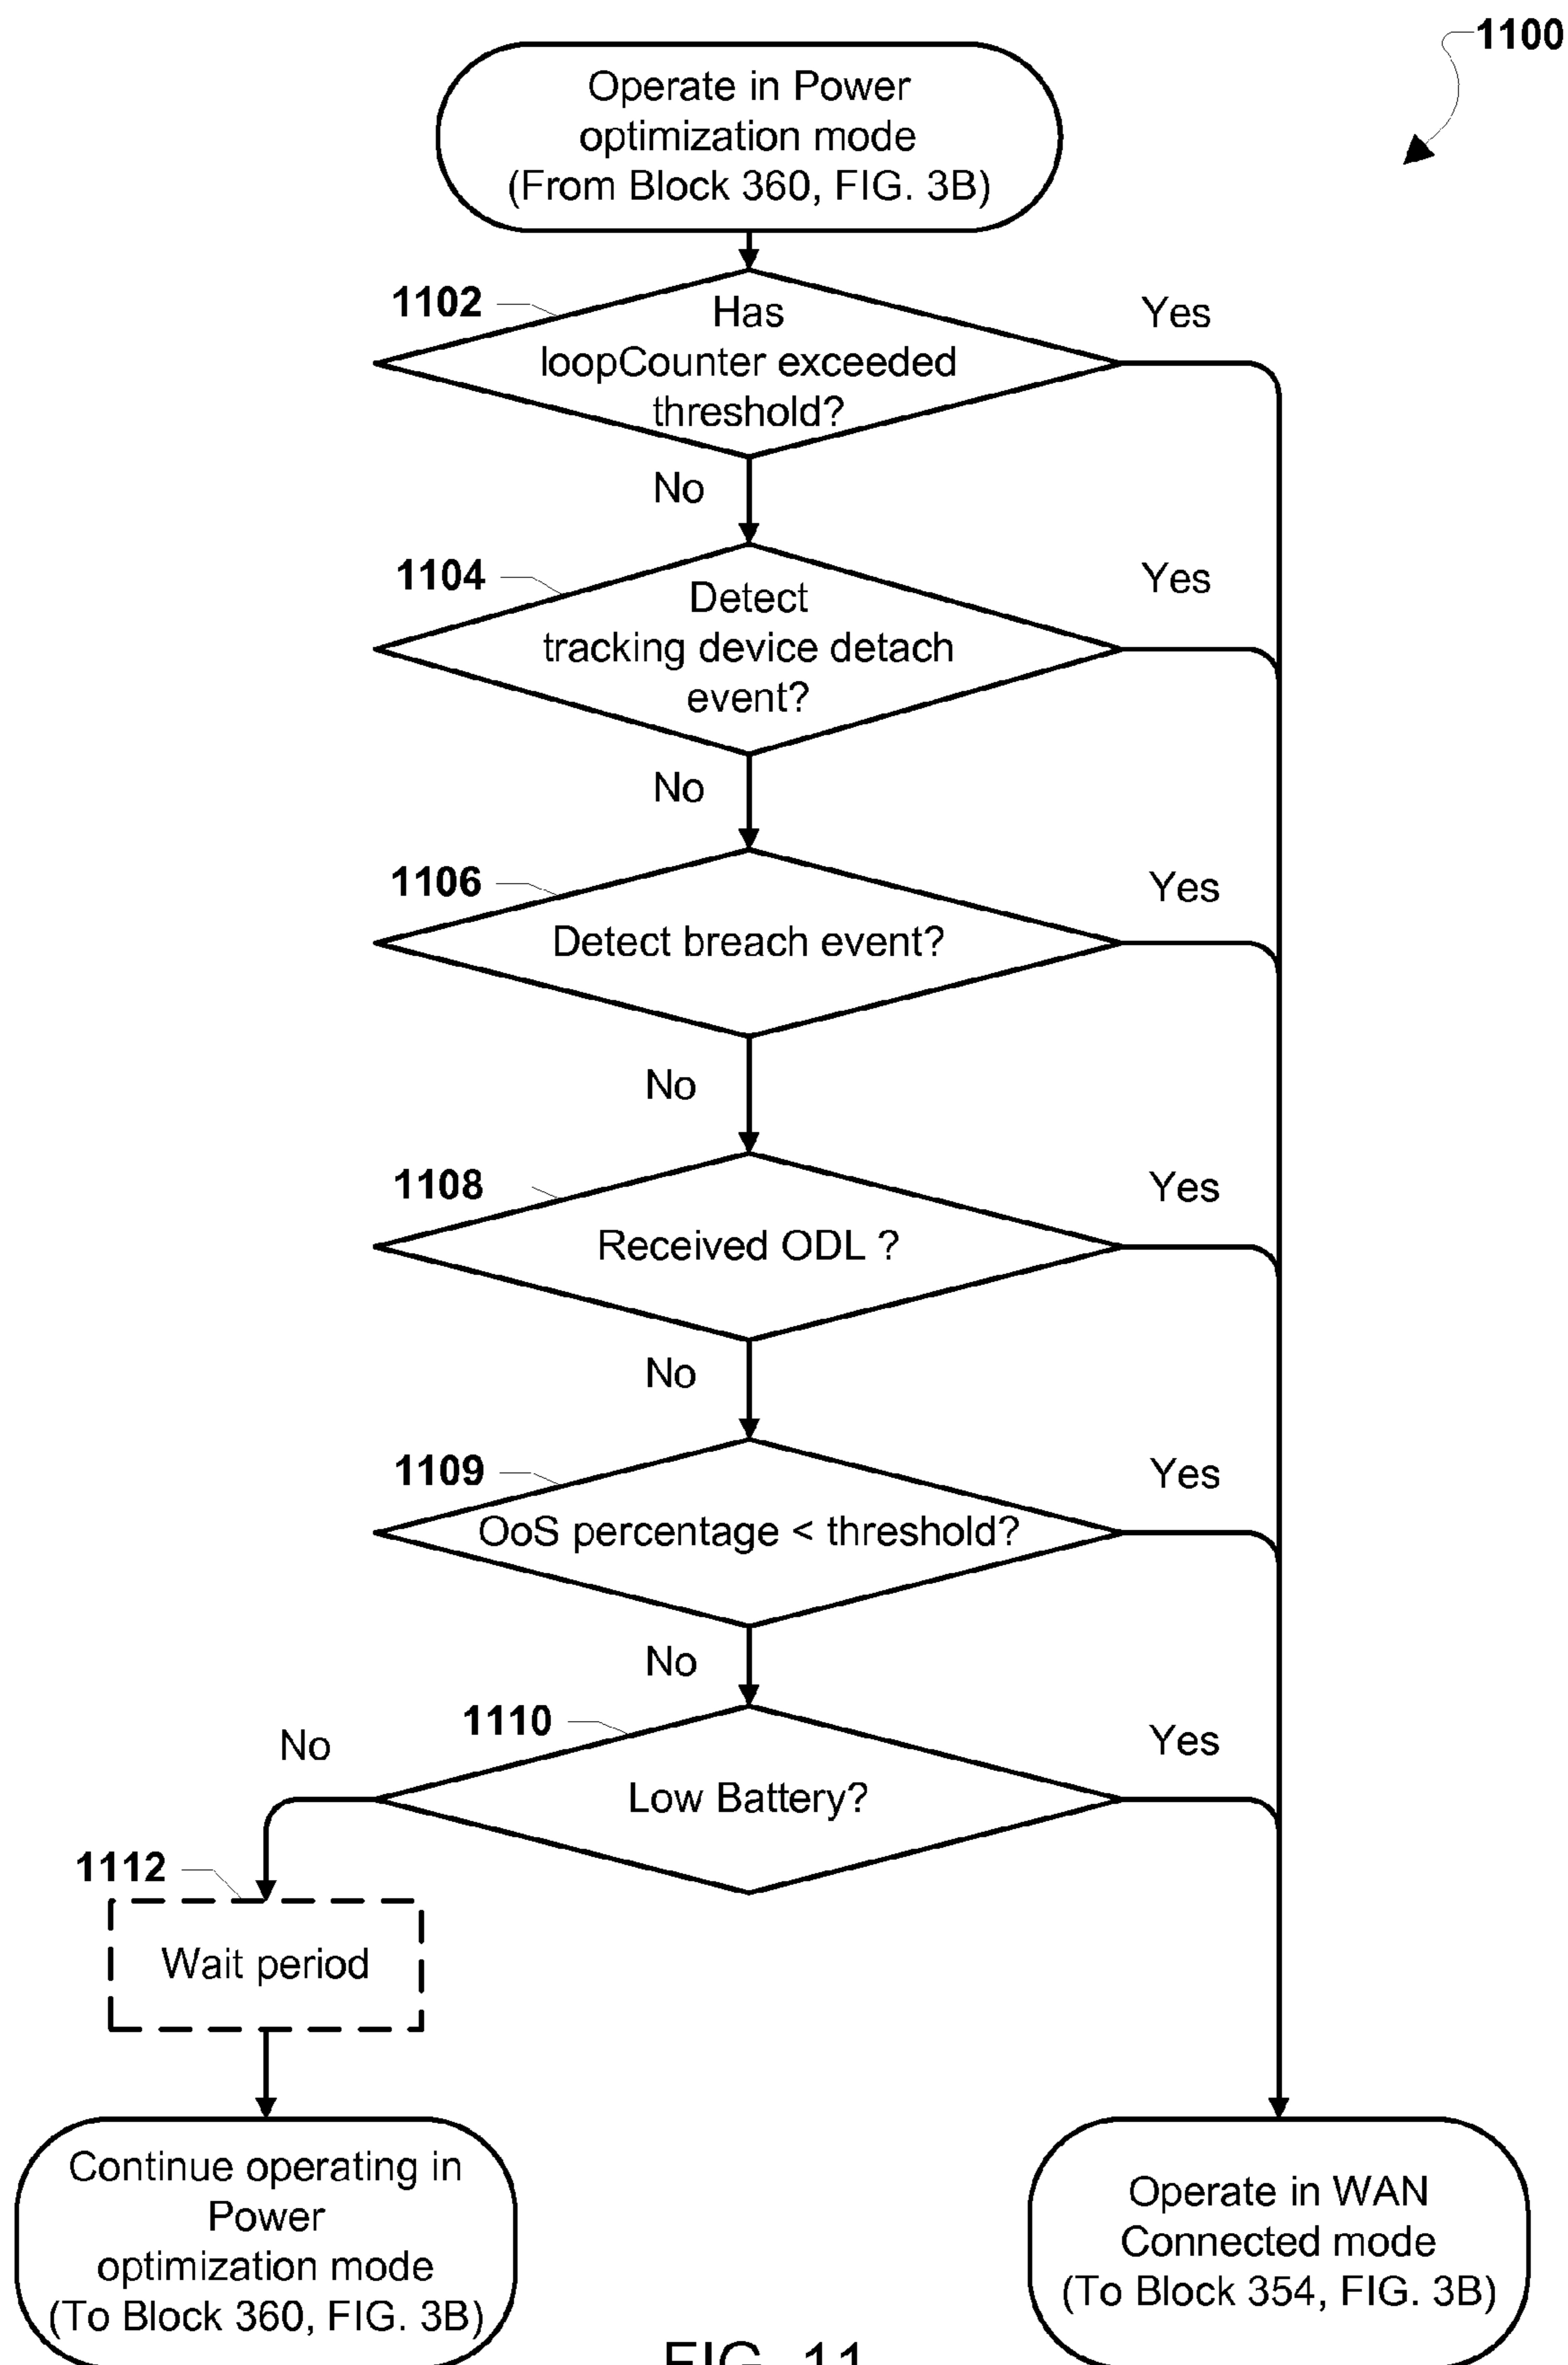 1100
Operate in Power
optimization mode
(From Block 360, FIG. 3B)
1102
Has
loopCounter exceeded
threshold?
Yes
No
1104
Detect
tracking device detach
event?
Yes
No
1106
Detect breach event?
Yes
No
1108
Received ODL ?
Yes
No
1109
OoS percentage < threshold?
Yes
No
1110
Low Battery?
No
Yes
1112
Wait period
Continue operating in
Power
optimization mode
(To Block 360, FIG. 3B)
Operate in WAN
Connected mode
(To Block 354, FIG. 3B)
FIG. 11